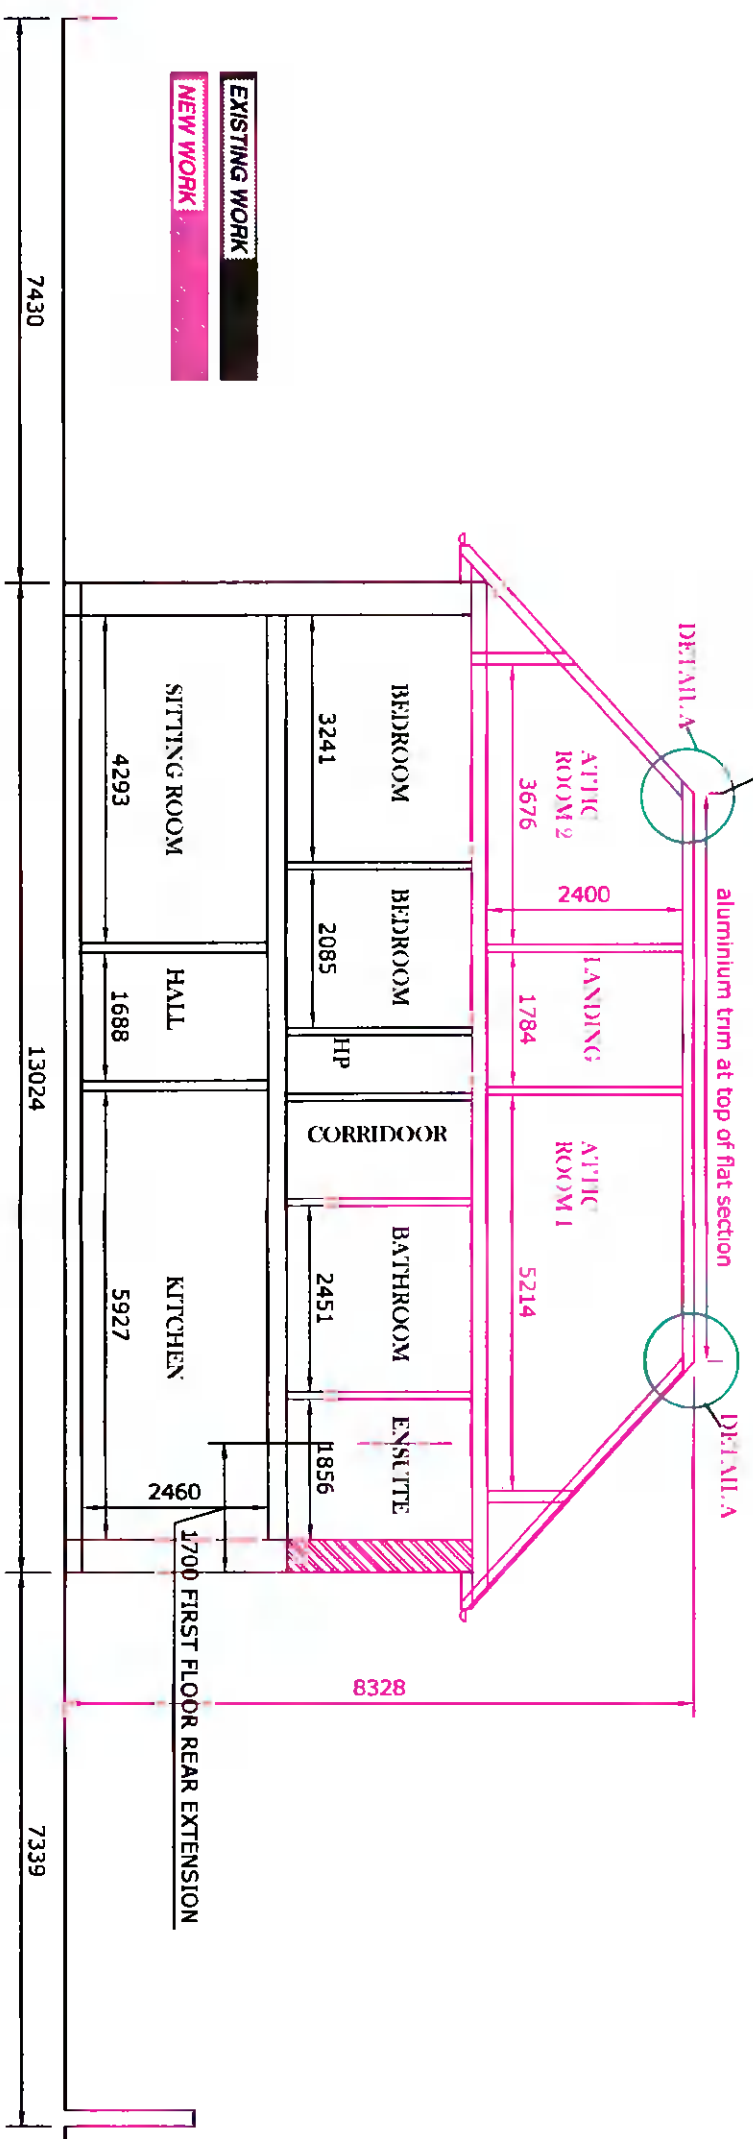 EXISTING WORK
NEW WORK
DETAIL A
aluminium trim at top of flat section
DETAIL A
ATTIC
ROOM 2
3676
2400
LANDING
1784
ATTIC
ROOM 1
5214
BEDROOM
3241
BEDROOM
2085
HP
CORRIDOOR
BATHROOM
2451
ENSUITE
1856
SITTING ROOM
4293
HALL
1688
KITCHEN
5927
2460
1700 FIRST FLOOR REAR EXTENSION
8328
7430
13024
7339